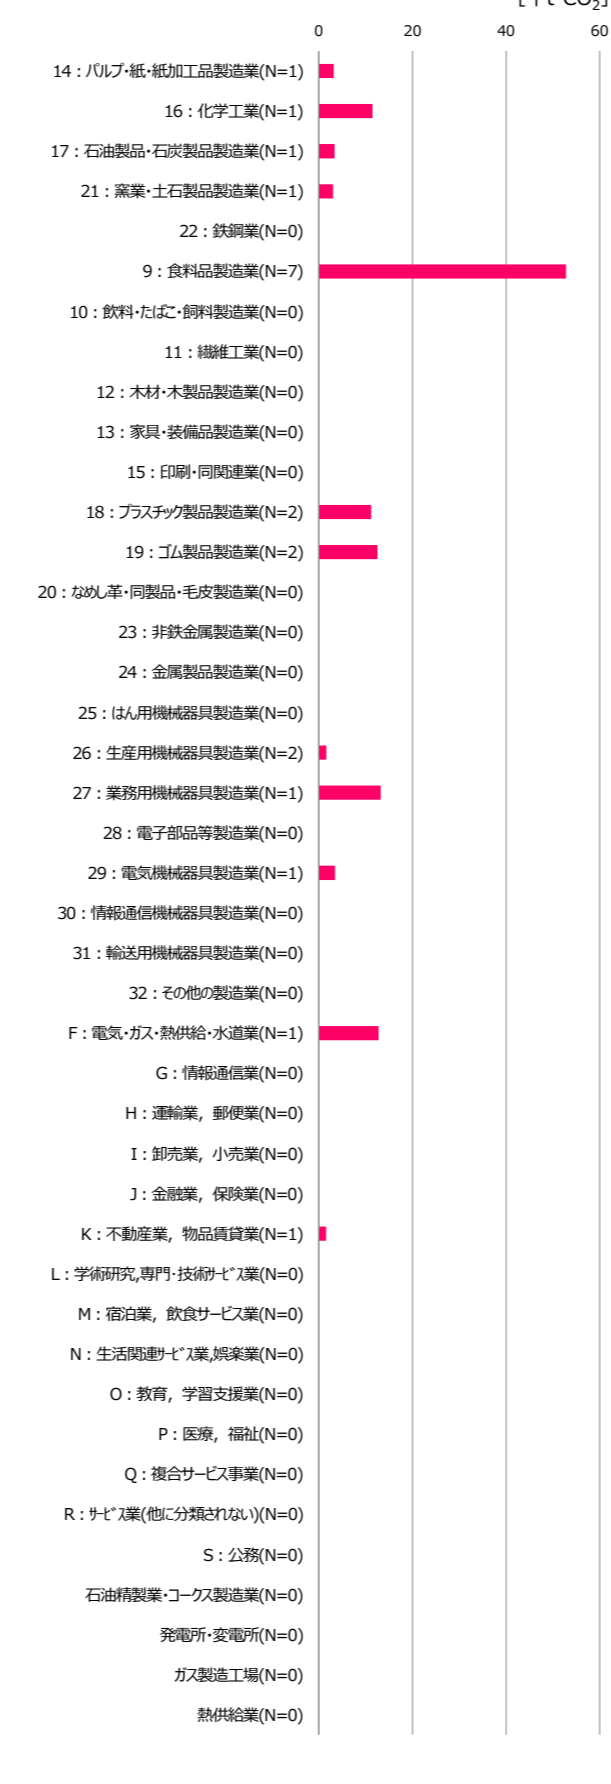 0 20 40 60
14：パルプ・紙・紙加工品製造業(N=1)
16：化学工業(N=1)
17：石油製品・石炭製品製造業(N=1)
21：窯業・土石製品製造業(N=1)
22：鉄鋼業(N=0)
9：食料品製造業(N=7)
10：飲料・たばこ・飼料製造業(N=0)
11：繊維工業(N=0)
12：木材・木製品製造業(N=0)
13：家具・装備品製造業(N=0)
15：印刷・同関連業(N=0)
18：プラスチック製品製造業(N=2)
19：ゴム製品製造業(N=2)
20：なめし革・同製品・毛皮製造業(N=0)
23：非鉄金属製造業(N=0)
24：金属製品製造業(N=0)
25：はん用機械器具製造業(N=0)
26：生産用機械器具製造業(N=2)
27：業務用機械器具製造業(N=1)
28：電子部品等製造業(N=0)
29：電気機械器具製造業(N=1)
30：情報通信機械器具製造業(N=0)
31：輸送用機械器具製造業(N=0)
32：その他の製造業(N=0)
F：電気・ガス・熱供給・水道業(N=1)
G：情報通信業(N=0)
H：運輸業，郵便業(N=0)
I：卸売業，小売業(N=0)
J：金融業，保険業(N=0)
K：不動産業，物品賃貸業(N=1)
L：学術研究,専門・技術ｻｰﾋﾞｽ業(N=0)
M：宿泊業，飲食サービス業(N=0)
N：生活関連ｻｰﾋﾞｽ業,娯楽業(N=0)
O：教育，学習支援業(N=0)
P：医療，福祉(N=0)
Q：複合サービス事業(N=0)
R：ｻｰﾋﾞｽ業(他に分類されない)(N=0)
S：公務(N=0)
石油精製業・コークス製造業(N=0)
発電所・変電所(N=0)
ガス製造工場(N=0)
熱供給業(N=0)